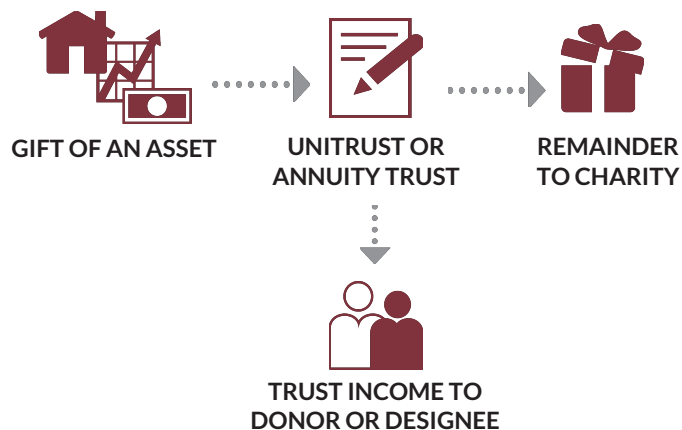 GIFT OF AN ASSET
UNITRUST OR
ANNUITY TRUST
REMAINDER
TO CHARITY
TRUST INCOME TO
DONOR OR DESIGNEE